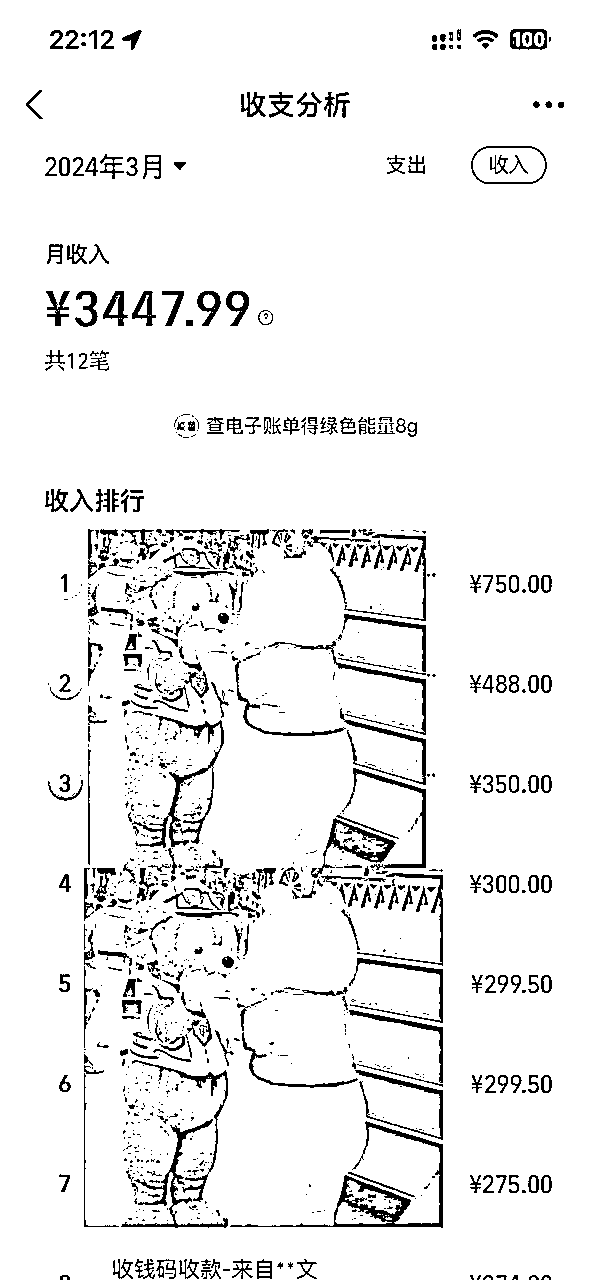 22:12
100
收支分析
2024年3月
支出
收入
月收入
¥3447.99
共12笔
查电子账单得绿色能量8g
收入排行
1 ¥750.00
2 ¥488.00
3 ¥350.00
4 ¥300.00
5 ¥299.50
6 ¥299.50
7 ¥275.00
收钱码收款-来自**文